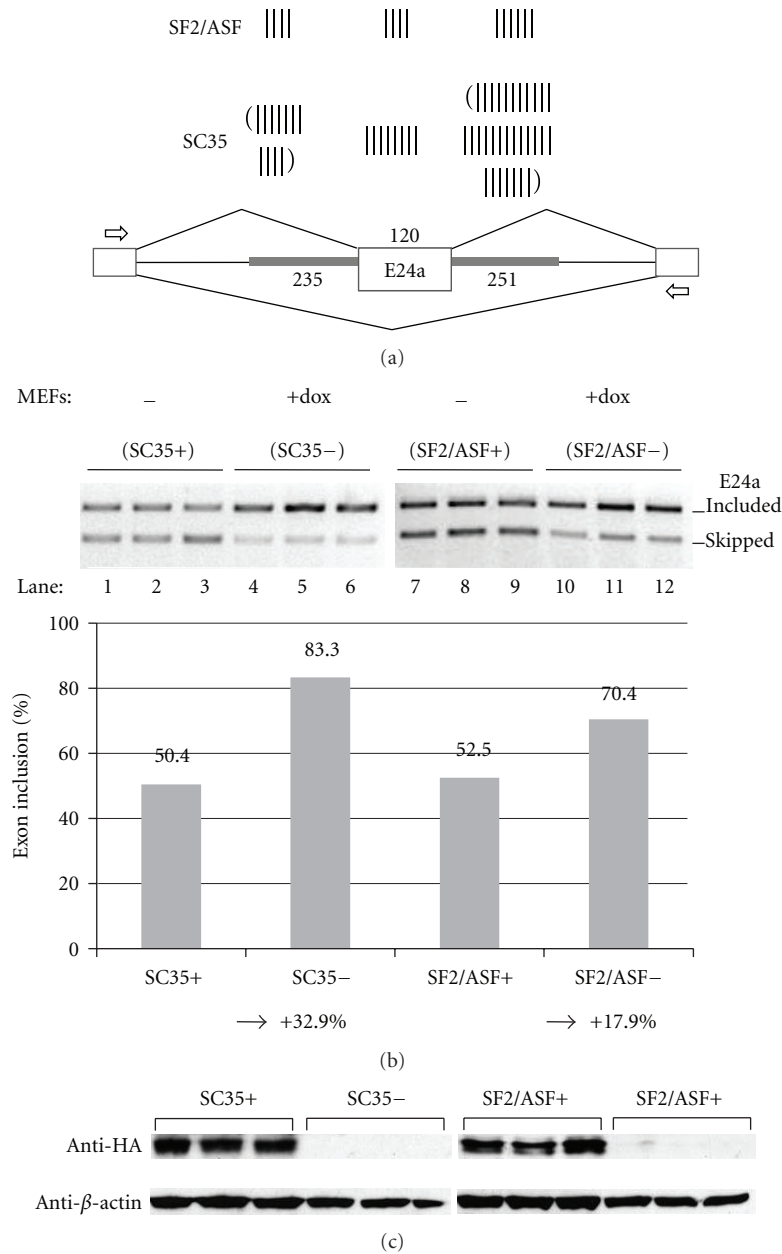 SF2/ASF
SC35
120
E24a
235
251
(a)
MEFs: − +dox − +dox
(SC35+) (SC35−) (SF2/ASF+) (SF2/ASF−)
E24a
Included
Skipped
Lane: 1 2 3 4 5 6 7 8 9 10 11 12
Exon inclusion (%)
100
80
60
40
20
0
50.4
83.3
52.5
70.4
SC35+ SC35− SF2/ASF+ SF2/ASF−
→ +32.9% → +17.9%
(b)
SC35+ SC35− SF2/ASF+ SF2/ASF+
Anti-HA
Anti-β-actin
(c)